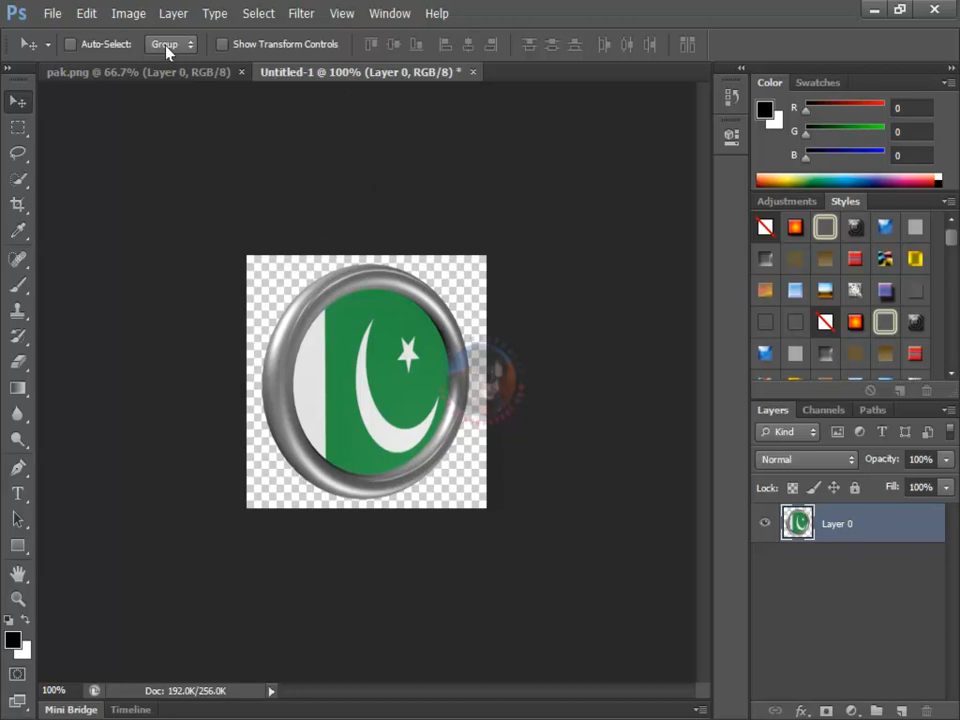 Ps File Edit Image Layer Type Select Filter View Window Help
Auto-Select: Group Show Transform Controls
pak.png @ 66.7% (Layer 0, RGB/8) × Untitled-1 @ 100% (Layer 0, RGB/8) * ×
Color Swatches
R 0
G 0
B 0
Adjustments Styles
Layers Channels Paths
Kind
Normal Opacity: 100%
Lock: Fill: 100%
Layer 0
100% Doc: 192.0K/256.0K
Mini Bridge Timeline